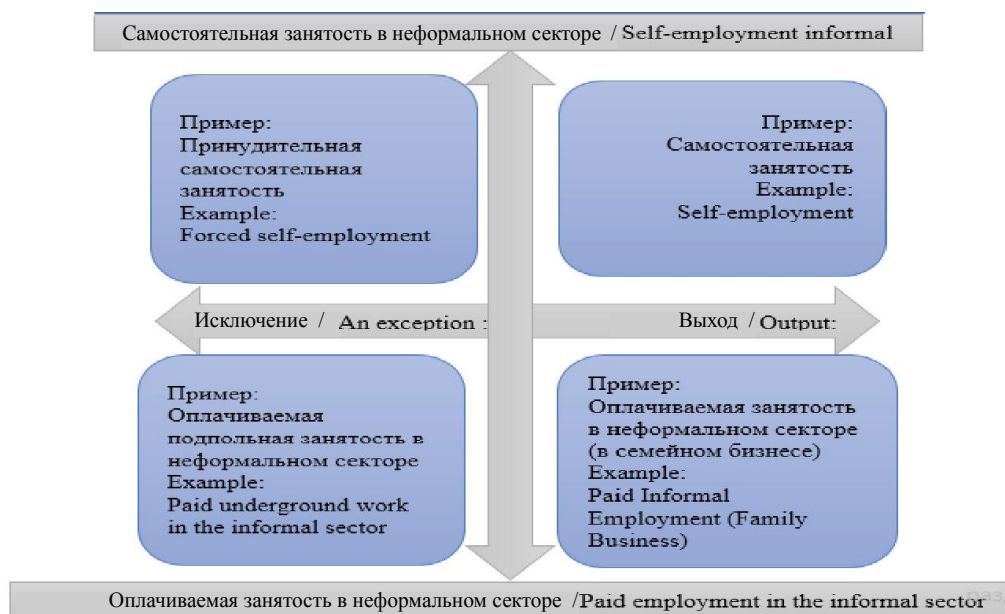 Самостоятельная занятость в неформальном секторе / Self-employment informal
Пример:
Принудительная
самостоятельная
занятость
Example:
Forced self-employment
Пример:
Самостоятельная
занятость
Example:
Self-employment
Исключение / An exception :
Выход / Output:
Пример:
Оплачиваемая
подпольная занятость в
неформальном секторе
Example:
Paid underground work
in the informal sector
Пример:
Оплачиваемая занятость
в неформальном секторе
(в семейном бизнесе)
Example:
Paid Informal
Employment (Family
Business)
Оплачиваемая занятость в неформальном секторе /Paid employment in the informal sector